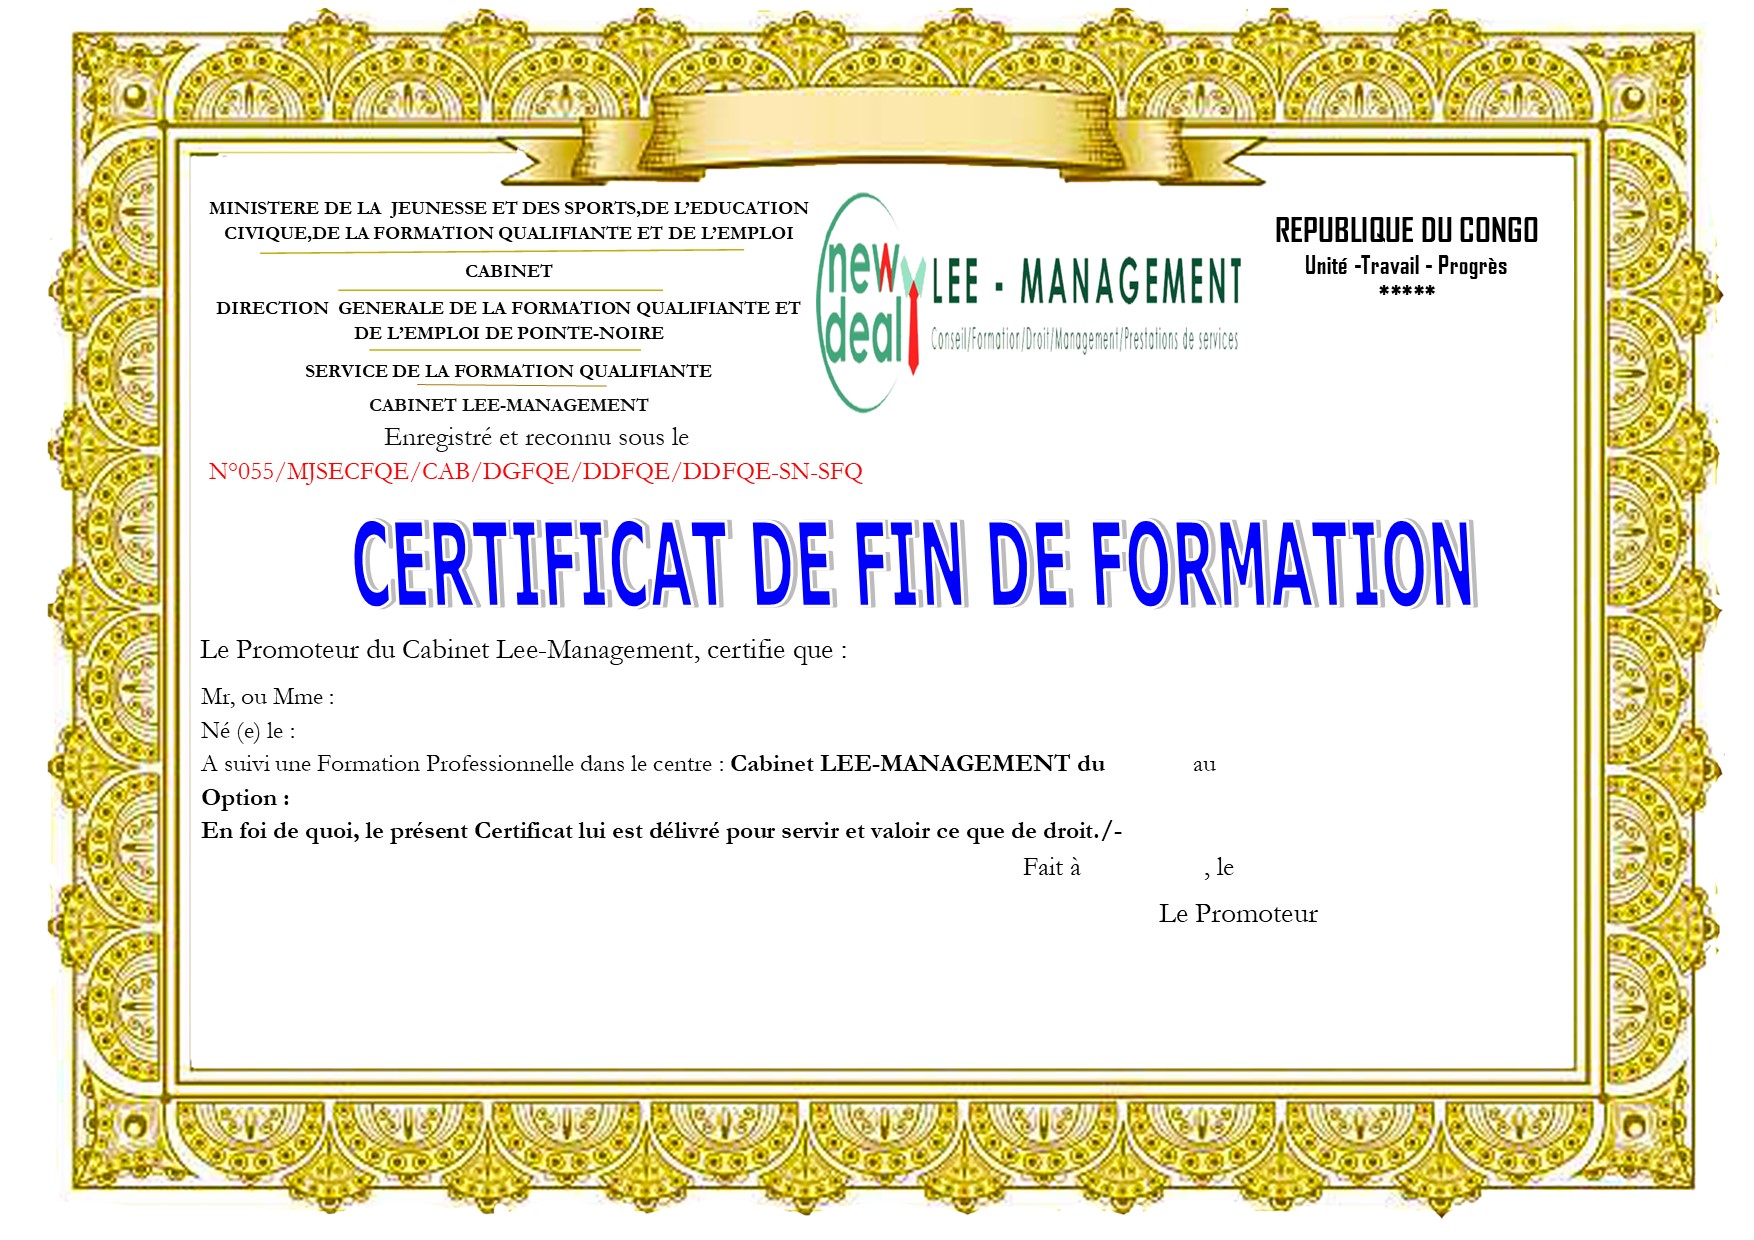 MINISTERE DE LA  JEUNESSE ET DES SPORTS,DE L’EDUCATION
CIVIQUE,DE LA FORMATION QUALIFIANTE ET DE L’EMPLOI
CABINET
DIRECTION  GENERALE DE LA FORMATION QUALIFIANTE ET
DE L’EMPLOI DE POINTE-NOIRE
SERVICE DE LA FORMATION QUALIFIANTE
CABINET LEE-MANAGEMENT
Enregistré et reconnu sous le
N°055/MJSECFQE/CAB/DGFQE/DDFQE/DDFQE-SN-SFQ
new
deal
LEE - MANAGEMENT
Conseil/Formation/Droit/Management/Prestations de services
REPUBLIQUE DU CONGO
Unité -Travail - Progrès
*****
CERTIFICAT DE FIN DE FORMATION
Le Promoteur du Cabinet Lee-Management, certifie que :
Mr, ou Mme :
Né (e) le :
A suivi une Formation Professionnelle dans le centre : Cabinet LEE-MANAGEMENT du au
Option :
En foi de quoi, le présent Certificat lui est délivré pour servir et valoir ce que de droit./-
Fait à , le
Le Promoteur